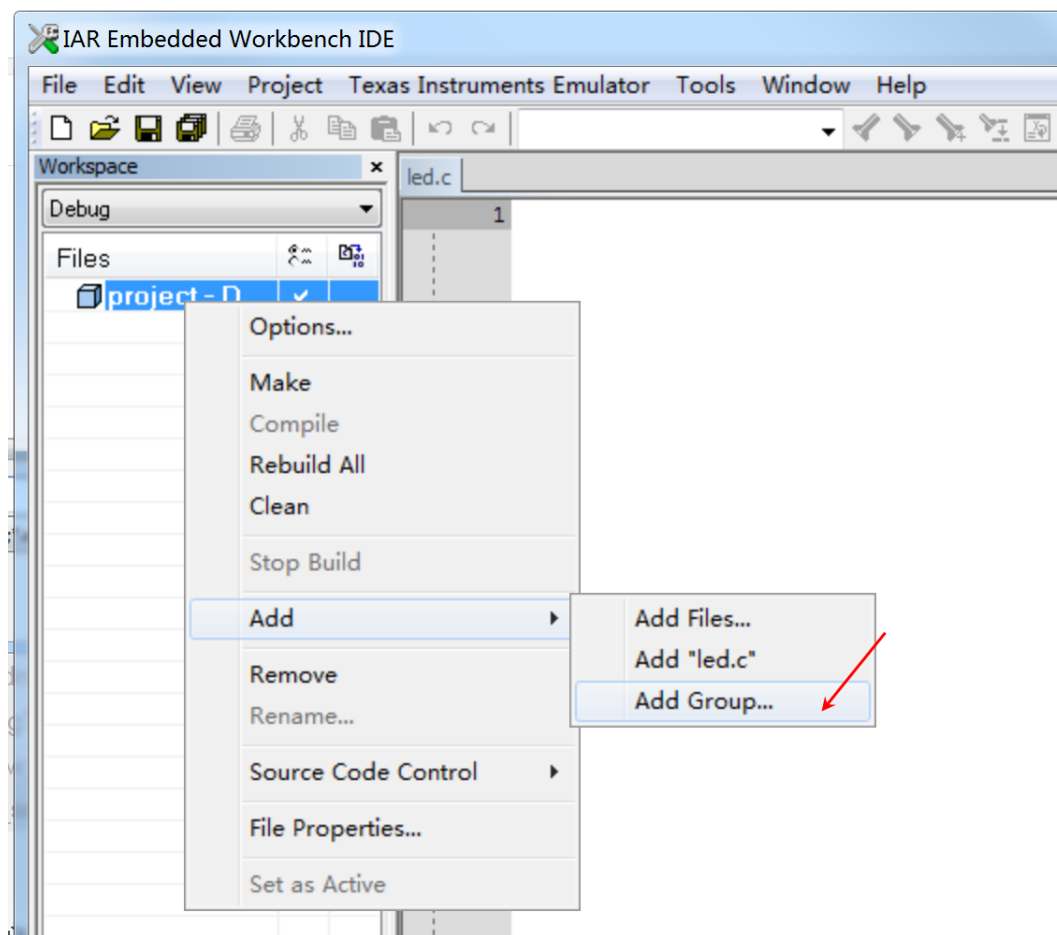 IAR Embedded Workbench IDE
File Edit View Project Texas Instruments Emulator Tools Window Help
Workspace
led.c
Debug
1
Files
project - D
Options...
Make
Compile
Rebuild All
Clean
Stop Build
Add
Add Files...
Add "led.c"
Add Group...
Remove
Rename...
Source Code Control
File Properties...
Set as Active